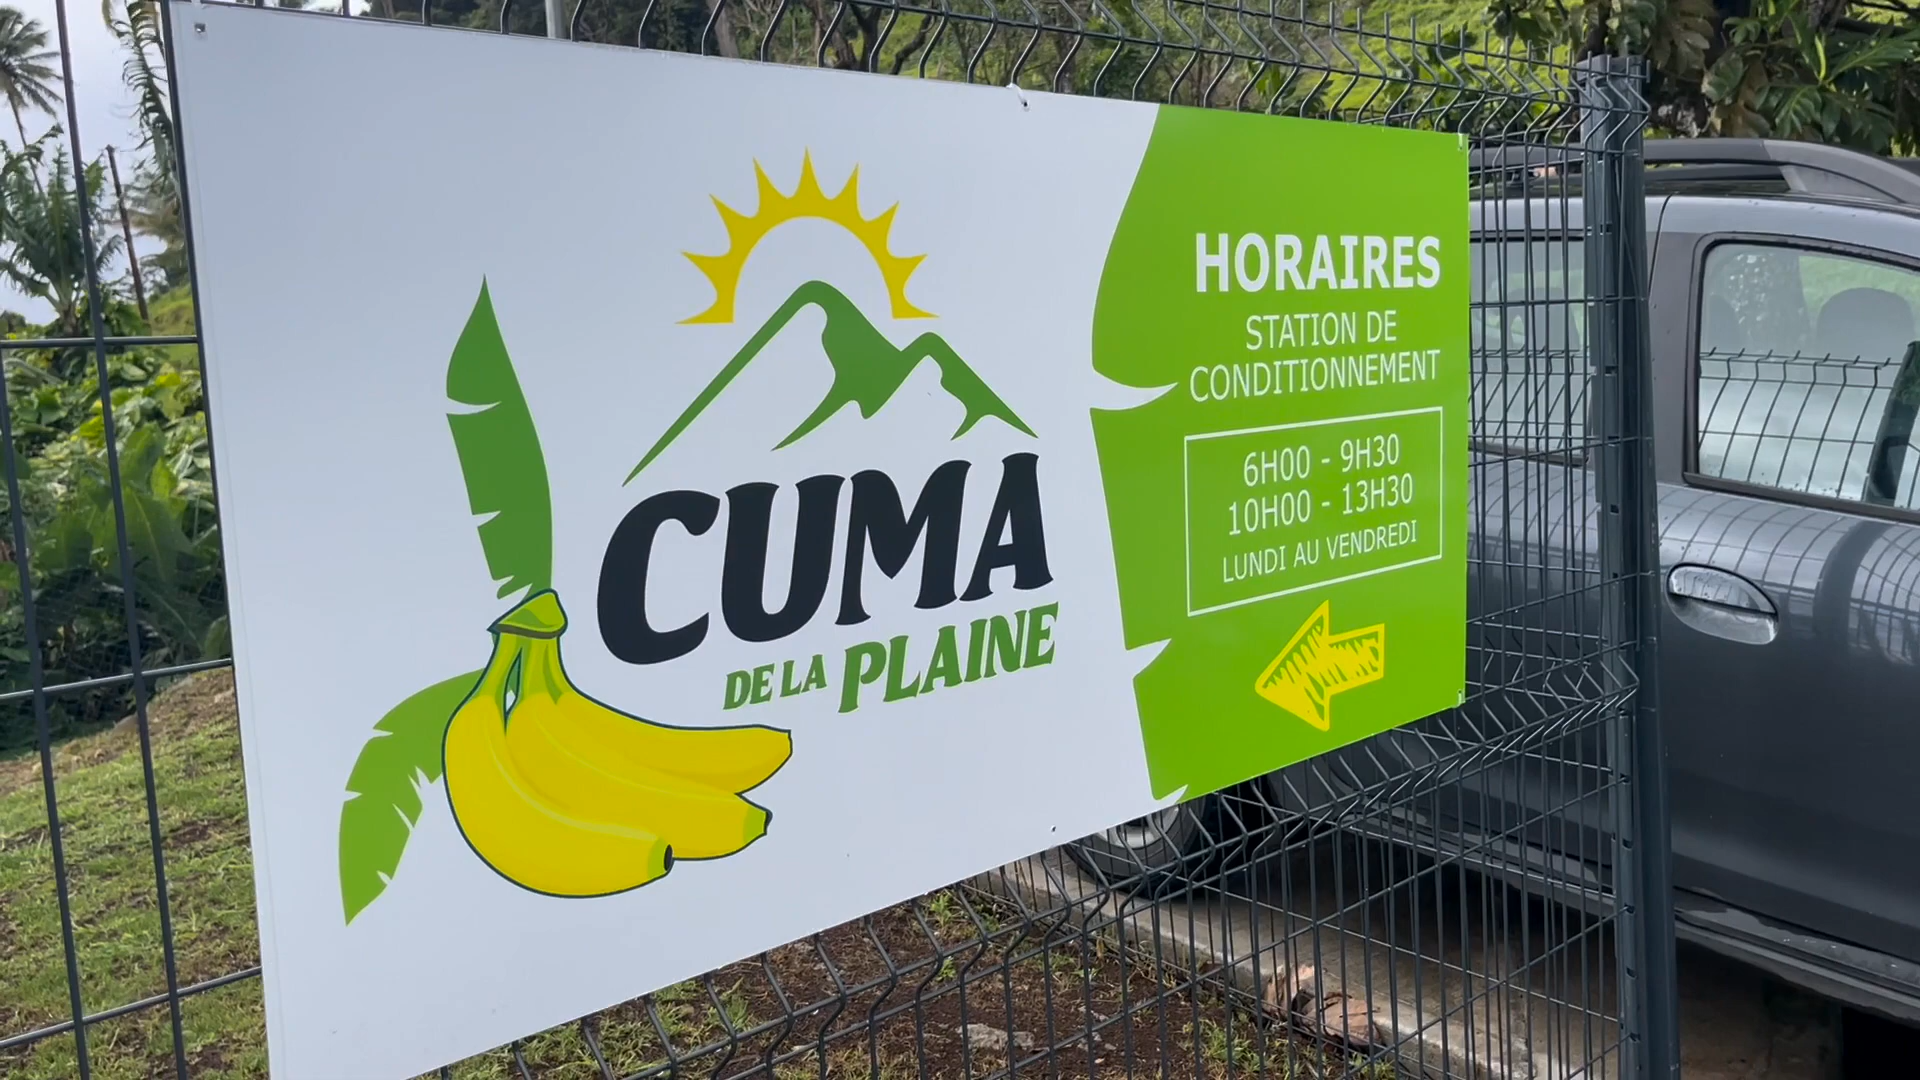 CUMA
DE LA PLAINE
HORAIRES
STATION DE
CONDITIONNEMENT
6H00 - 9H30
10H00 - 13H30
LUNDI AU VENDREDI